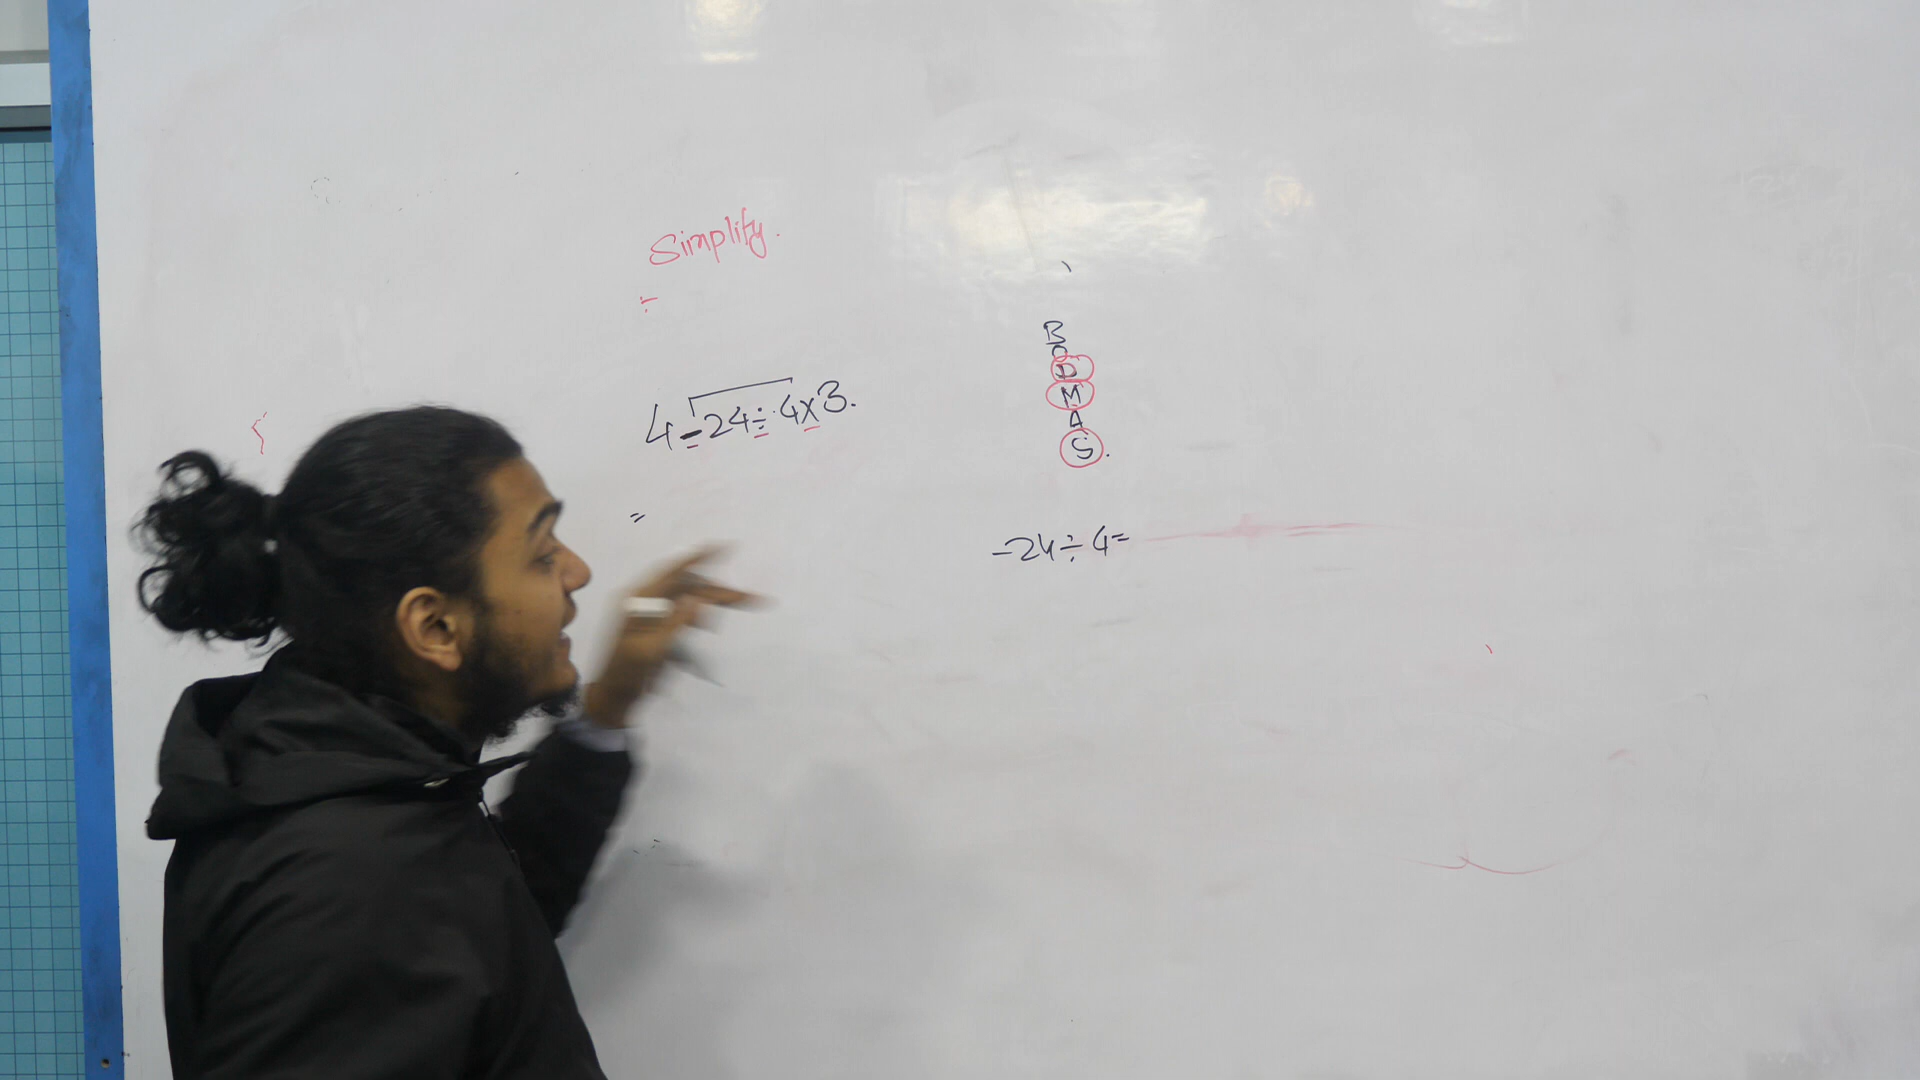 Simplify.
÷
4-24÷4×3.
=
B
O
D
M
A
S.
-24÷4=